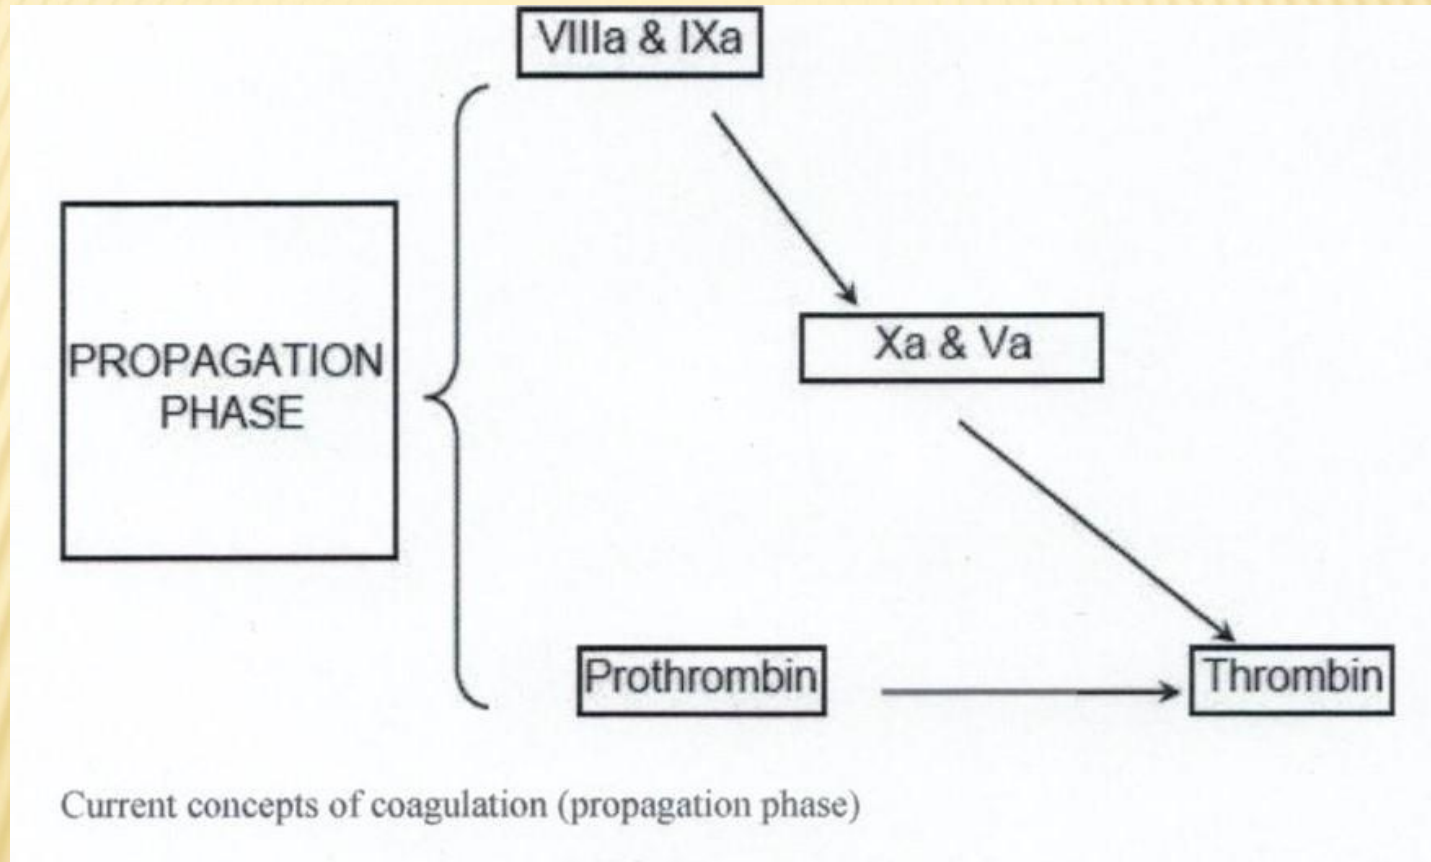 VIIIa & IXa
Xa & Va
PROPAGATION
PHASE
Prothrombin
Thrombin
Current concepts of coagulation (propagation phase)